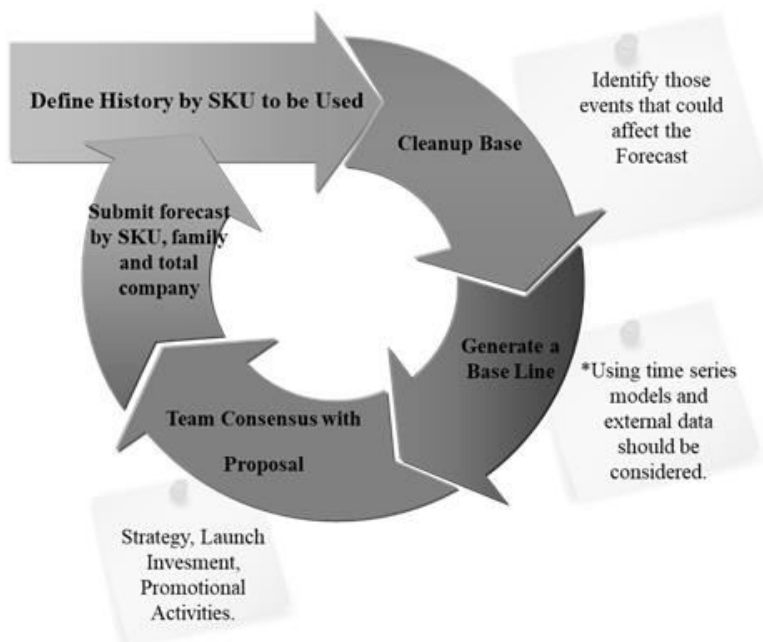 Define History by SKU to be Used
Cleanup Base
Identify those
events that could
affect the
Forecast
Generate a
Base Line
*Using time series
models and
external data
should be
considered.
Team Consensus with
Proposal
Strategy, Launch
Invesment,
Promotional
Activities.
Submit forecast
by SKU, family
and total
company